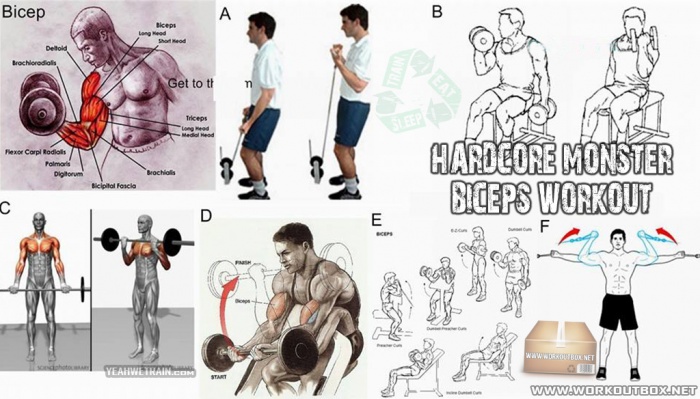 Bicep
Biceps
Long Head
Short Head
Deltoid
Brachioradialis
Get to th m
Triceps
Long Head
Medial Head
Flexor Carpi Radialis
Palmaris
Digitorum
Brachialis
Bicipital Fascia
A
TRAIN
EAT
SLEEP
B
HARDCORE MONSTER
BICEPS WORKOUT
C
YEAHWETRAIN.COM
D
FINISH
Biceps
START
E
BICEPS
E-Z Curls
Dumbell Curls
Preacher Curls
Dumbell Preacher Curls
Incline Dumbell Curls
F
WWW.WORKOUTBOX.NET
WWW.WORKOUTBOX.NET